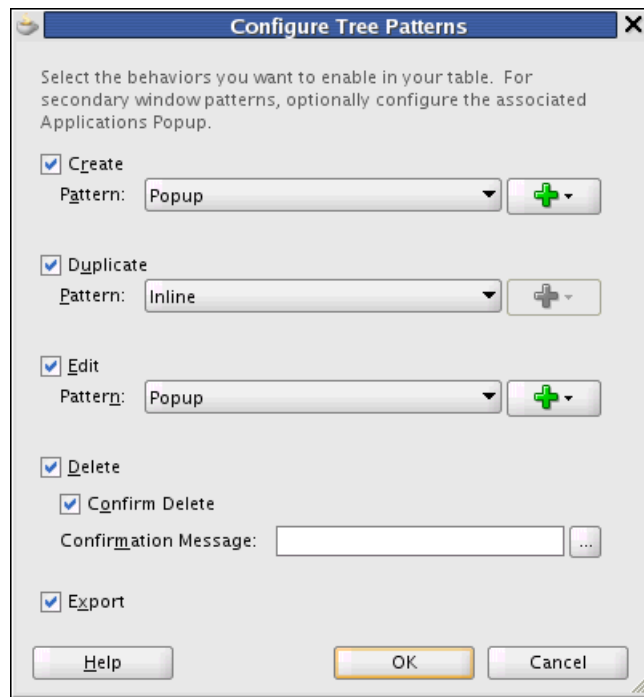 Configure Tree Patterns
Select the behaviors you want to enable in your table. For
secondary window patterns, optionally configure the associated
Applications Popup.
Create
Pattern: Popup
Duplicate
Pattern: Inline
Edit
Pattern: Popup
Delete
Confirm Delete
Confirmation Message: ...
Export
Help OK Cancel